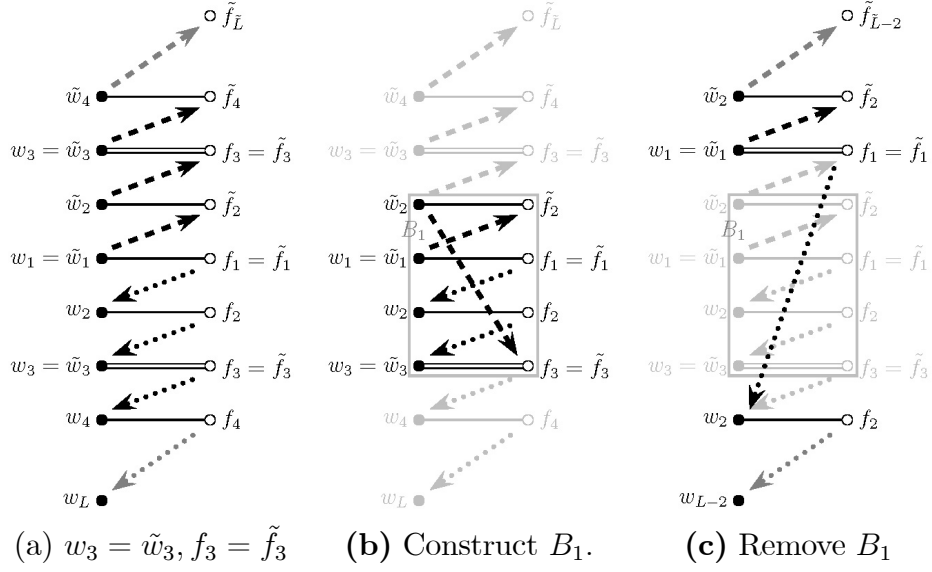 f̃_L̃ f̃_L̃ f̃_{L̃−2}
w̃_4 f̃_4 w̃_4 f̃_4 w̃_2 f̃_2
w_3 = w̃_3 f_3 = f̃_3 w_3 = w̃_3 f_3 = f̃_3 w_1 = w̃_1 f_1 = f̃_1
w̃_2 f̃_2 w̃_2 f̃_2 w̃_2 f̃_2
B_1 B_1
w_1 = w̃_1 f_1 = f̃_1 w_1 = w̃_1 f_1 = f̃_1 w_1 = w̃_1 f_1 = f̃_1
w_2 f_2 w_2 f_2 w_2 f_2
w_3 = w̃_3 f_3 = f̃_3 w_3 = w̃_3 f_3 = f̃_3 w_3 = w̃_3 f_3 = f̃_3
w_4 f_4 w_4 f_4 w_2 f_2
w_L w_L w_{L−2}
(a) w_3 = w̃_3, f_3 = f̃_3 (b) Construct B_1. (c) Remove B_1